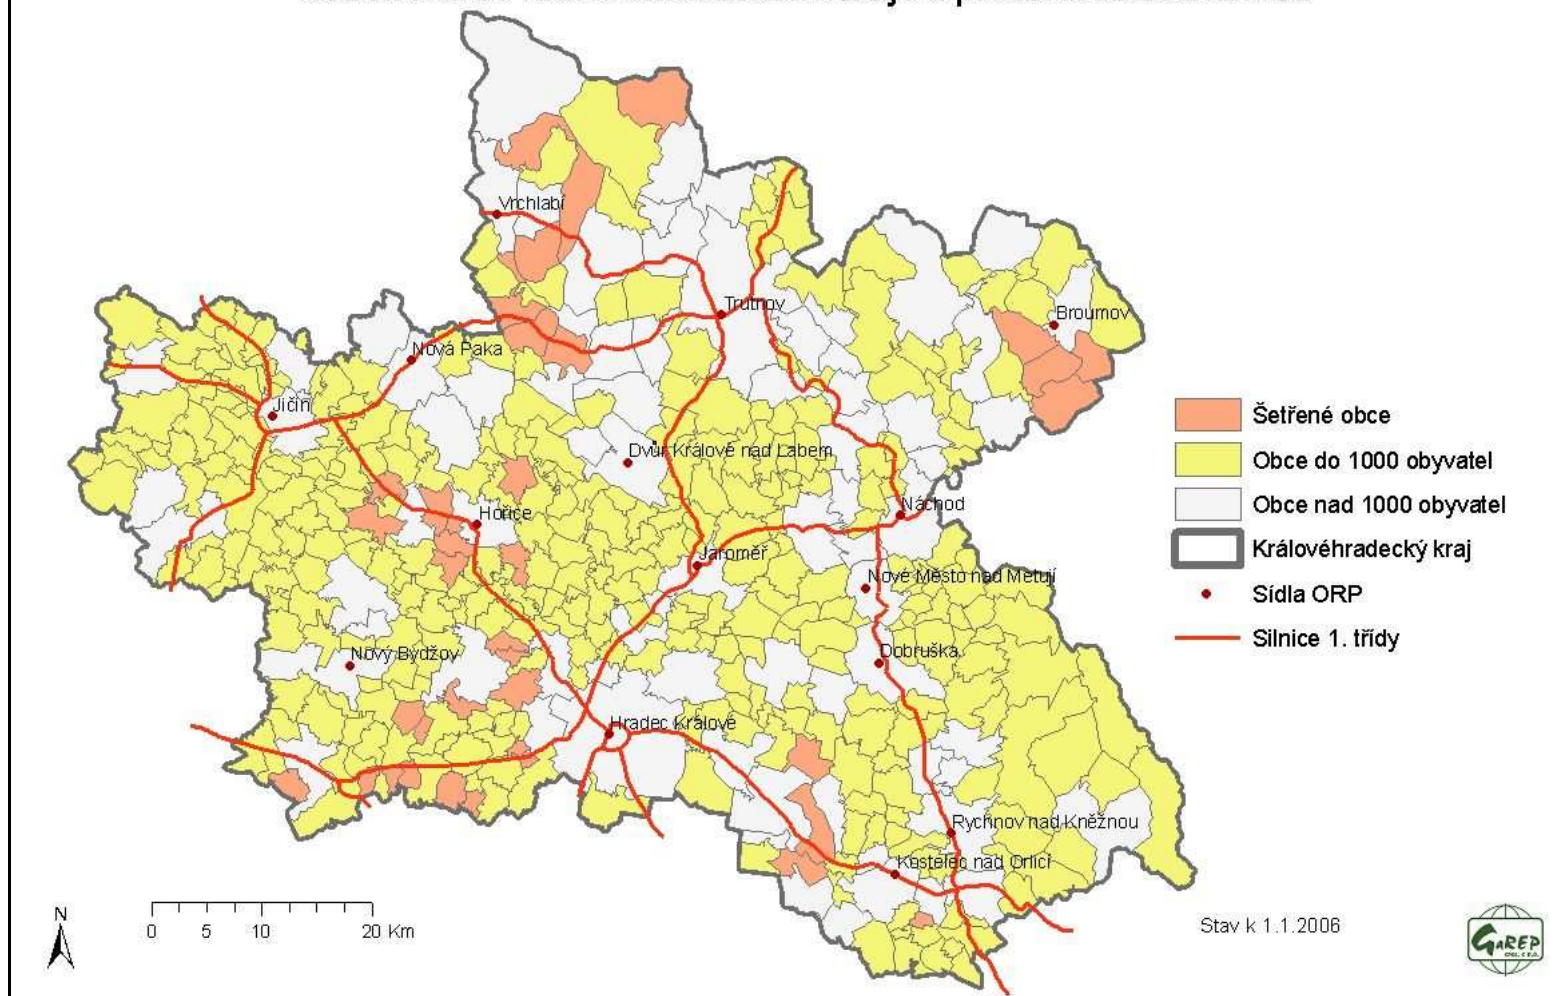 Vrchlabí
Trutnov
Broumov
Nová Paka
Jičín
Dvůr Králové nad Labem
Hořice
Náchod
Jaroměř
Nové Město nad Metují
Nový Bydžov
Dobruška
Hradec Králové
Rychnov nad Kněžnou
Kostelec nad Orlicí
Šetřené obce
Obce do 1000 obyvatel
Obce nad 1000 obyvatel
Královéhradecký kraj
Sídla ORP
Silnice 1. třídy
N
0 5 10 20 Km
Stav k 1.1.2006
GAREP